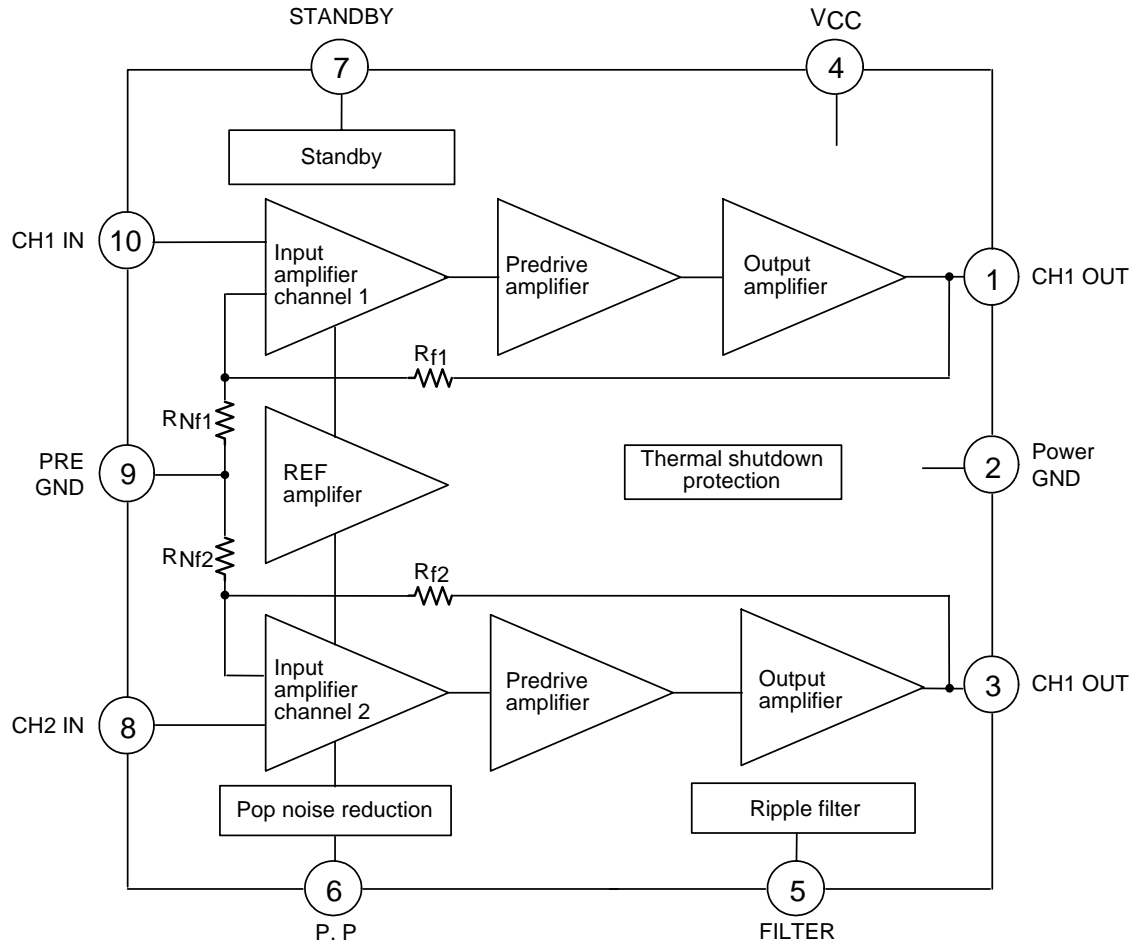 STANDBY
VCC
7
4
Standby
CH1 IN
10
Input
amplifier
channel 1
Predrive
amplifier
Output
amplifier
1
CH1 OUT
Rf1
RNf1
PRE
GND
9
REF
amplifer
Thermal shutdown
protection
2
Power
GND
RNf2
Rf2
Input
amplifier
channel 2
Predrive
amplifier
Output
amplifier
3
CH1 OUT
CH2 IN
8
Pop noise reduction
Ripple filter
6
5
P. P
FILTER